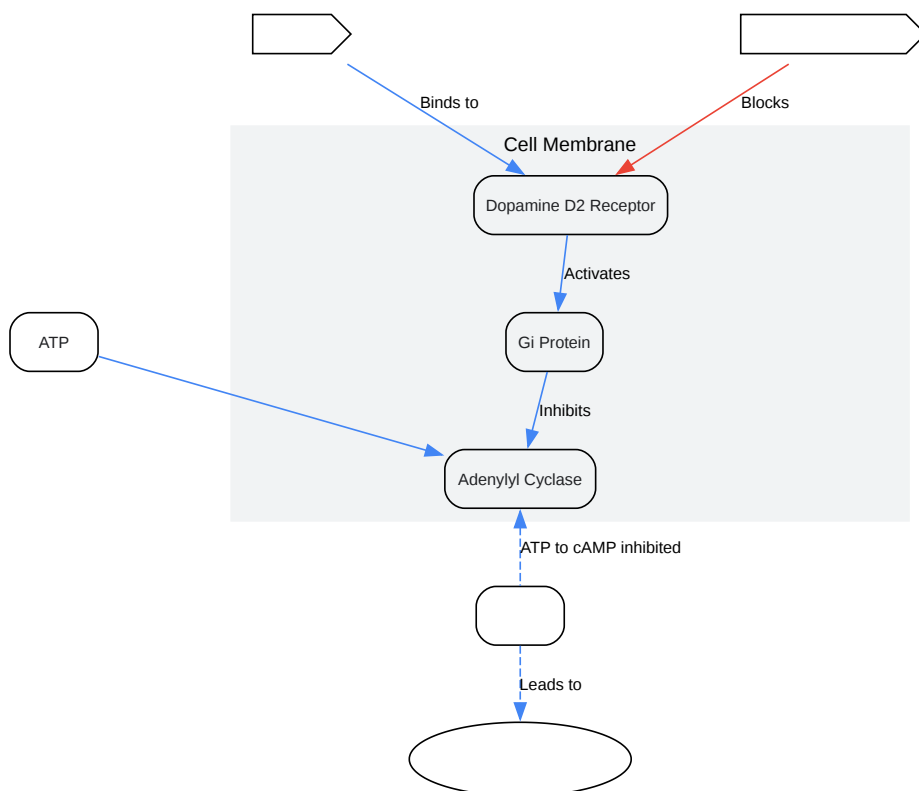 Binds to
Blocks
Cell Membrane
Dopamine D2 Receptor
Activates
ATP
Gi Protein
Inhibits
Adenylyl Cyclase
ATP to cAMP inhibited
Leads to